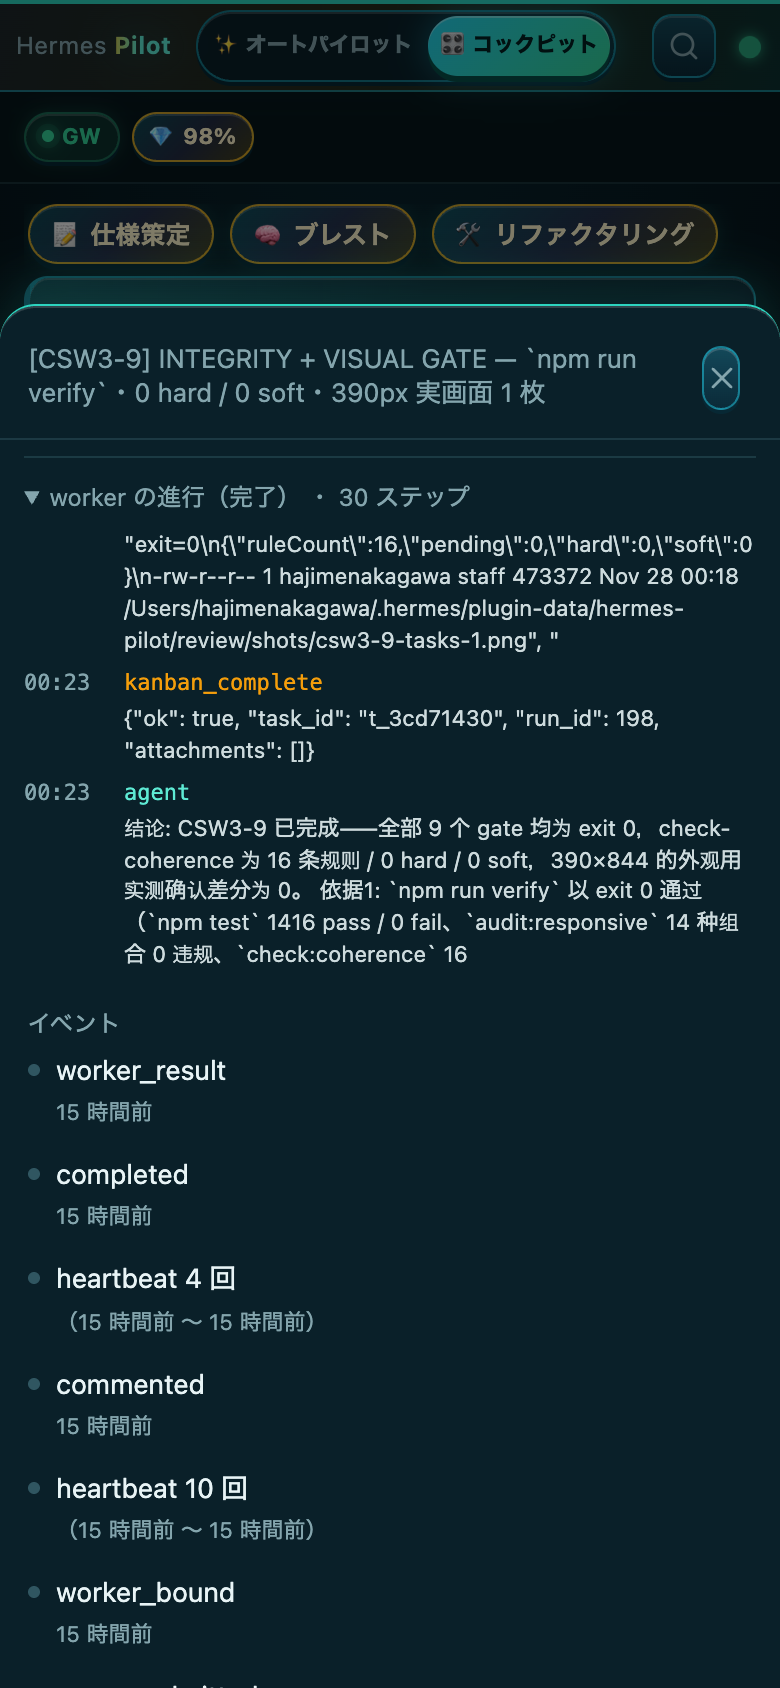 Hermes Pilot
✨ オートパイロット
🎛️ コックピット
GW
💎 98%
📝 仕様策定
🧠 ブレスト
🛠️ リファクタリング
[CSW3-9] INTEGRITY + VISUAL GATE — `npm run
verify`・0 hard / 0 soft・390px 実画面 1 枚
▼ worker の進行（完了） ・ 30 ステップ
"exit=0\n{\"ruleCount\":16,\"pending\":0,\"hard\":0,\"soft\":0
}\n-rw-r--r-- 1 hajimenakagawa staff 473372 Nov 28 00:18
/Users/hajimenakagawa/.hermes/plugin-data/hermes-
pilot/review/shots/csw3-9-tasks-1.png", "
00:23 kanban_complete
{"ok": true, "task_id": "t_3cd71430", "run_id": 198,
"attachments": []}
00:23 agent
结论: CSW3-9 已完成——全部 9 个 gate 均为 exit 0，check-
coherence 为 16 条规则 / 0 hard / 0 soft，390×844 的外观用
实测确认差分为 0。 依据1: `npm run verify` 以 exit 0 通过
（`npm test` 1416 pass / 0 fail、`audit:responsive` 14 种组
合 0 违规、`check:coherence` 16
イベント
worker_result
15 時間前
completed
15 時間前
heartbeat 4 回
（15 時間前 〜 15 時間前）
commented
15 時間前
heartbeat 10 回
（15 時間前 〜 15 時間前）
worker_bound
15 時間前